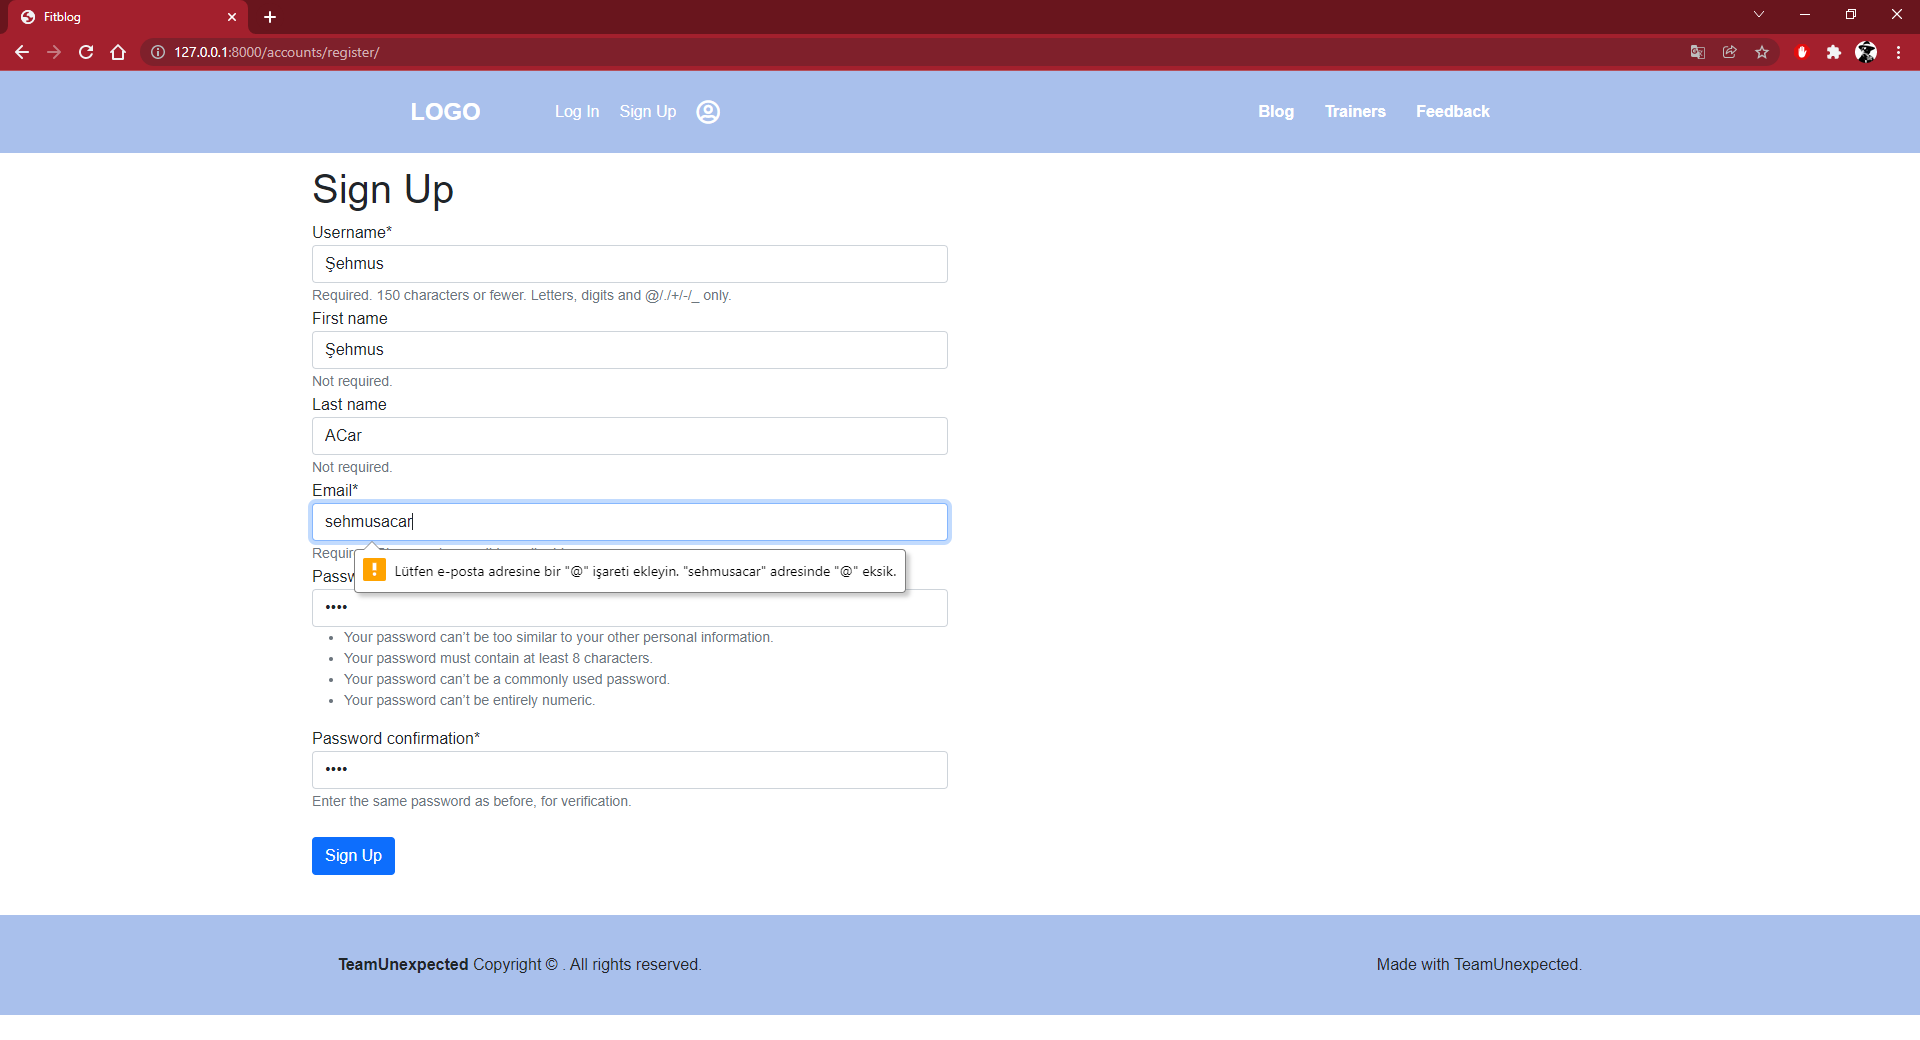 Fitblog
127.0.0.1:8000/accounts/register/
LOGO Log In Sign Up Blog Trainers Feedback
Sign Up
Username*
Şehmus
Required. 150 characters or fewer. Letters, digits and @/./+/-/_ only.
First name
Şehmus
Not required.
Last name
ACar
Not required.
Email*
sehmusacar
Lütfen e-posta adresine bir "@" işareti ekleyin. "sehmusacar" adresinde "@" eksik.
••••
• Your password can’t be too similar to your other personal information.
• Your password must contain at least 8 characters.
• Your password can’t be a commonly used password.
• Your password can’t be entirely numeric.
Password confirmation*
••••
Enter the same password as before, for verification.
Sign Up
TeamUnexpected Copyright © . All rights reserved. Made with TeamUnexpected.